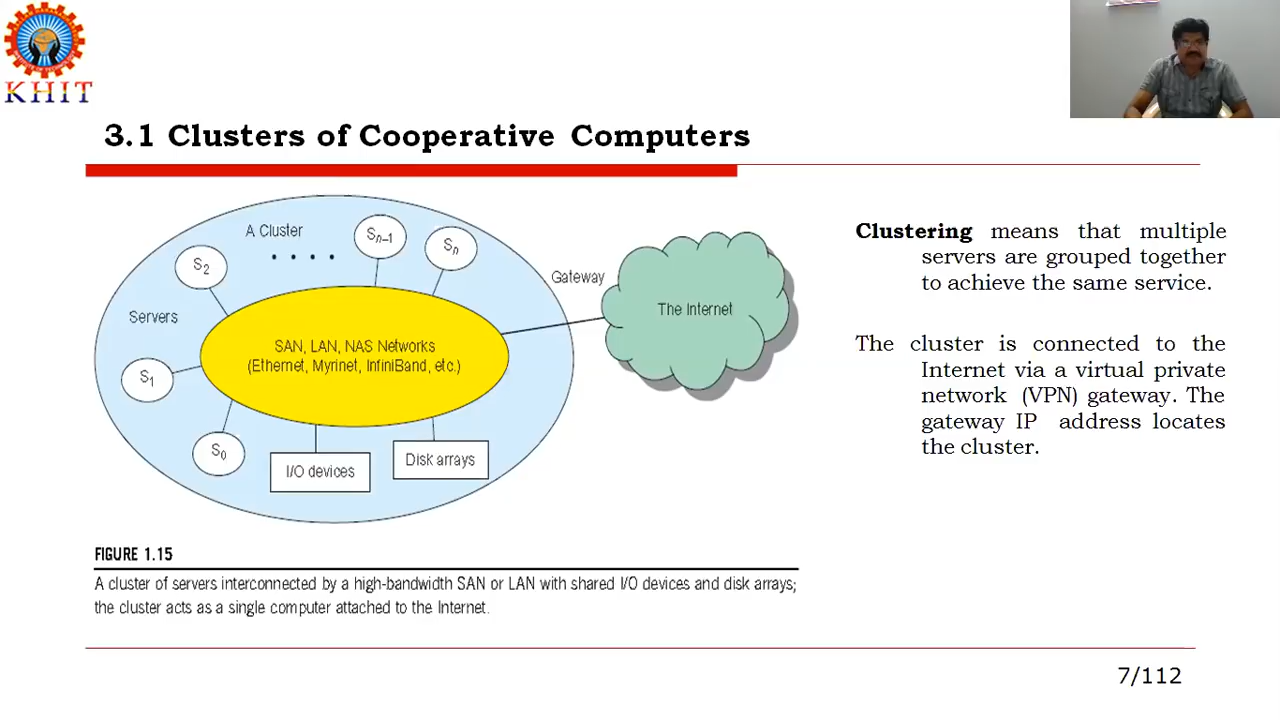 KHIT
3.1 Clusters of Cooperative Computers
A Cluster
Servers
S0
S1
S2
. . . .
Sn–1
Sn
SAN, LAN, NAS Networks
(Ethernet, Myrinet, InfiniBand, etc.)
I/O devices
Disk arrays
Gateway
The Internet
FIGURE 1.15
A cluster of servers interconnected by a high-bandwidth SAN or LAN with shared I/O devices and disk arrays;
the cluster acts as a single computer attached to the Internet.
Clustering means that multiple
servers are grouped together
to achieve the same service.
The cluster is connected to the
Internet via a virtual private
network (VPN) gateway. The
gateway IP address locates
the cluster.
7/112